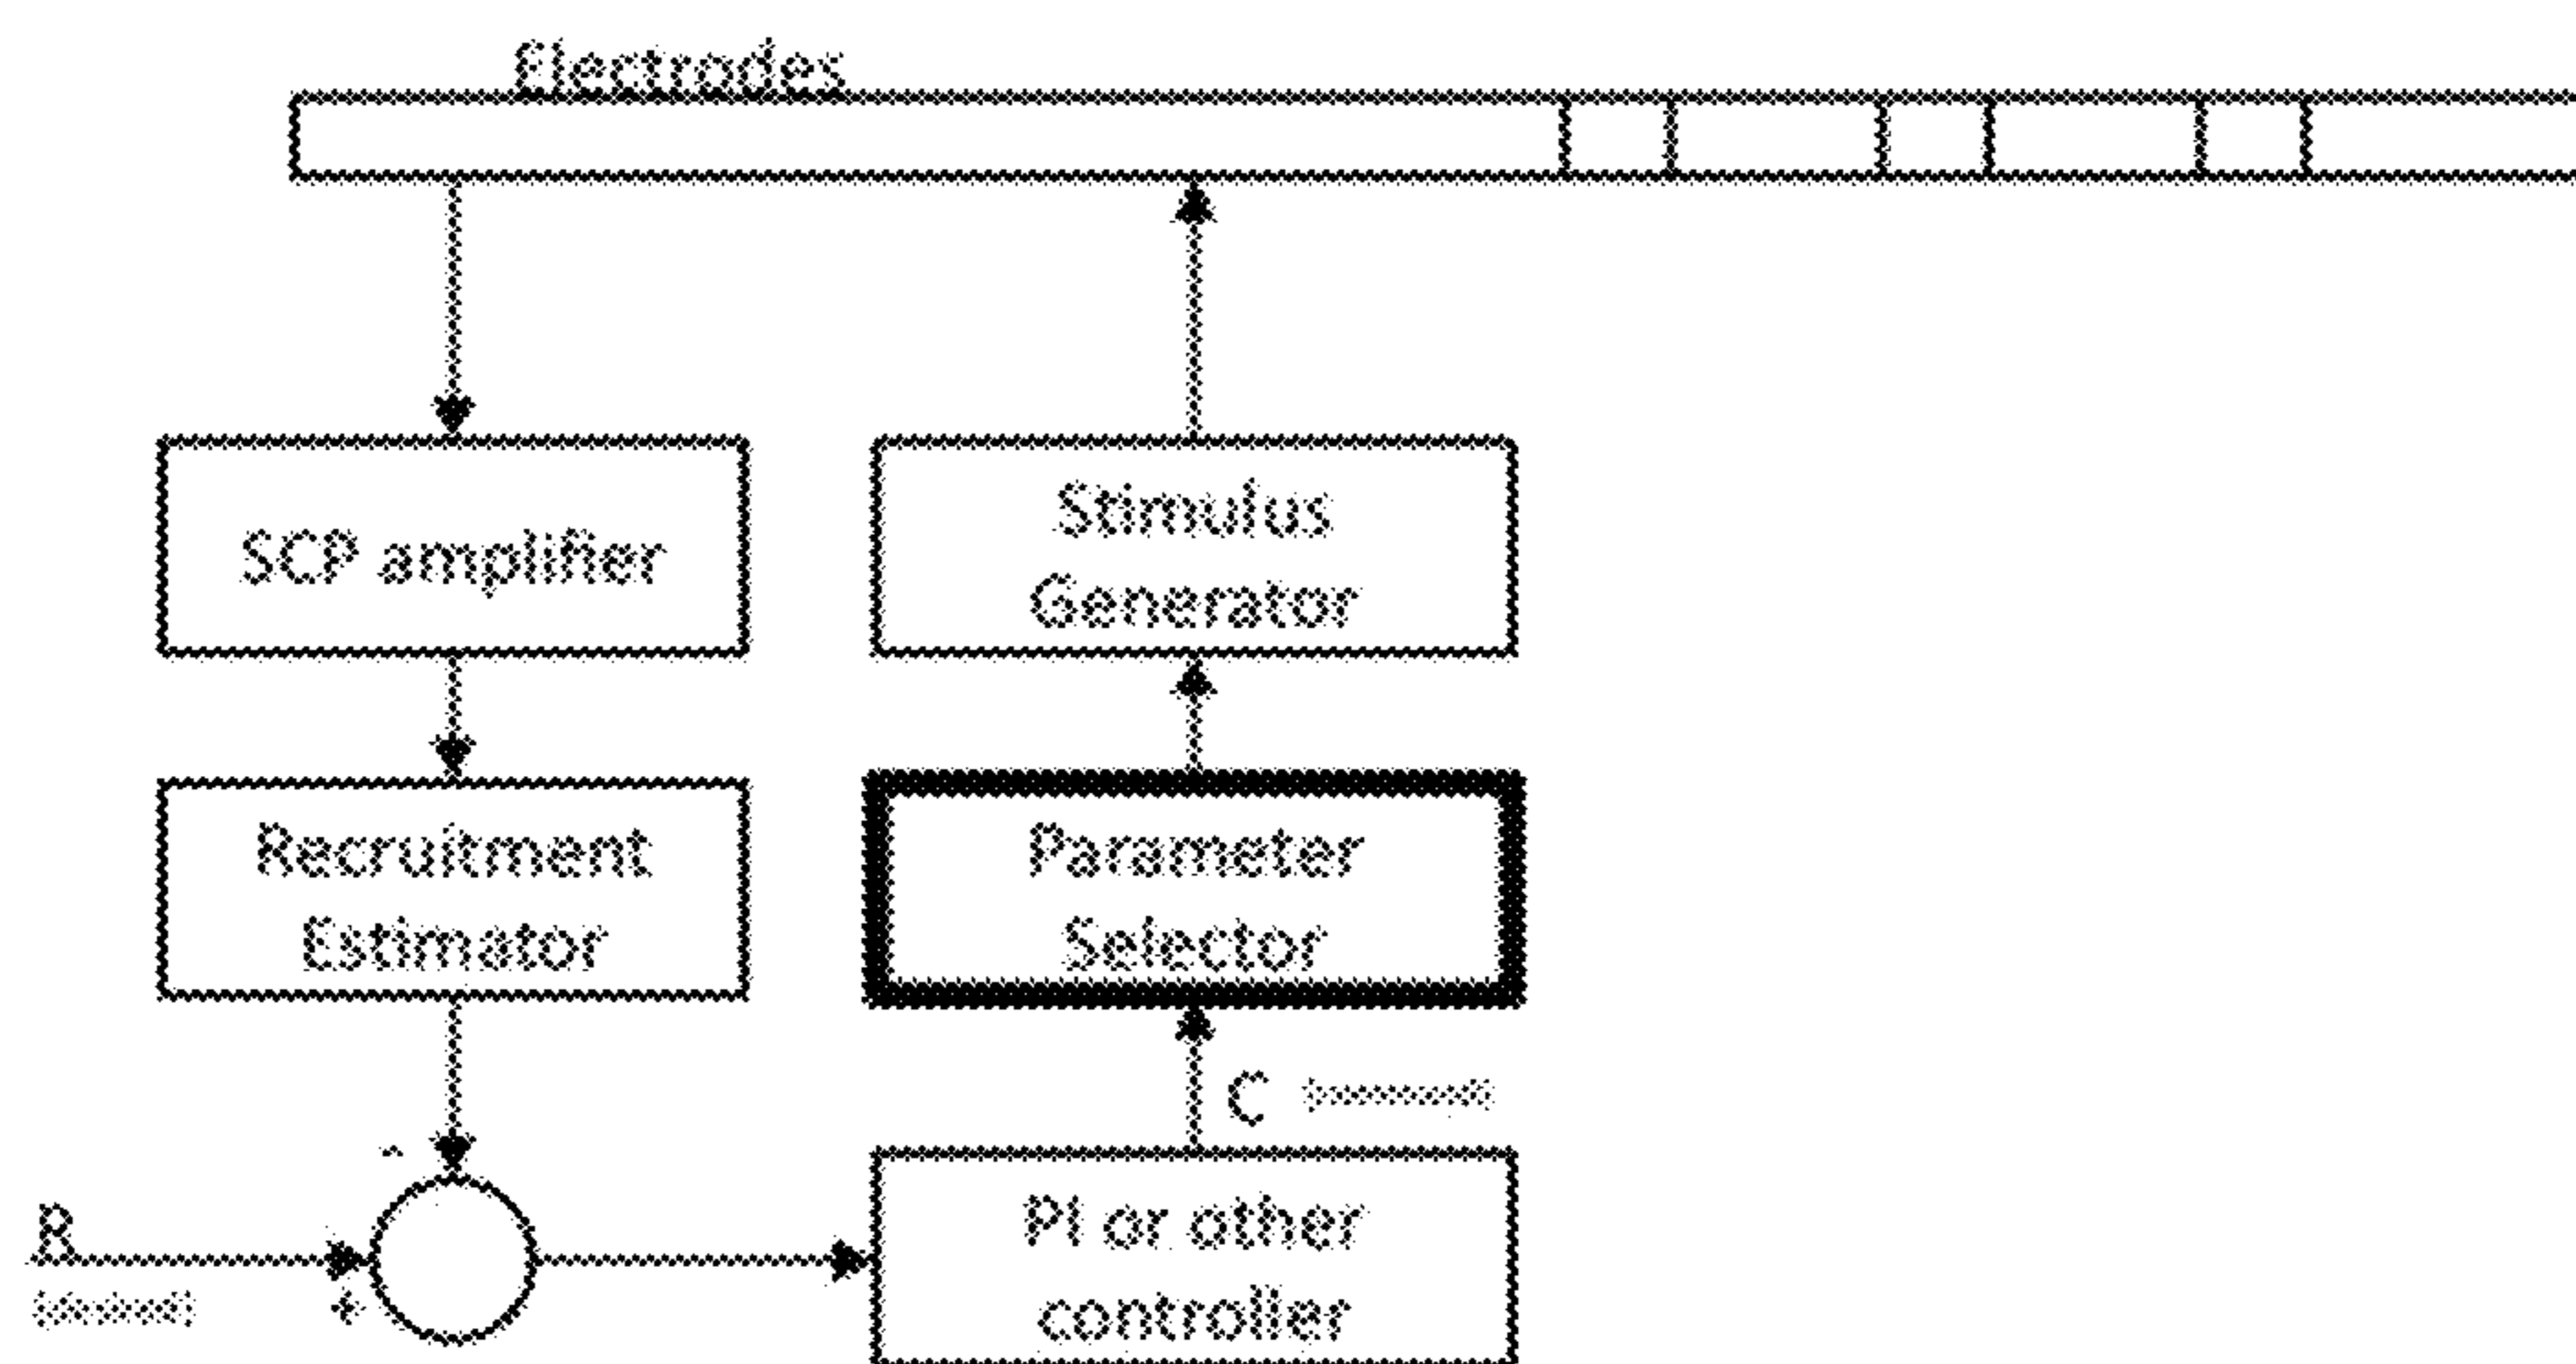 Electrodes
SCP amplifier
Stimulus
Generator
Recruitment
Estimator
Parameter
Selector
C
-
R
+
PI or other
controller